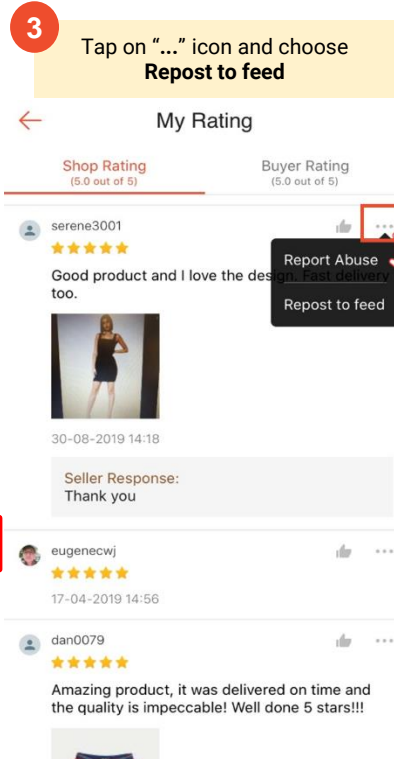 3
Tap on “...” icon and choose
Repost to feed
My Rating
Shop Rating
(5.0 out of 5)
Buyer Rating
(5.0 out of 5)
serene3001
Report Abuse
Repost to feed
Good product and I love the design. Fast delivery
too.
30-08-2019 14:18
Seller Response:
Thank you
eugenecwj
17-04-2019 14:56
dan0079
Amazing product, it was delivered on time and
the quality is impeccable! Well done 5 stars!!!